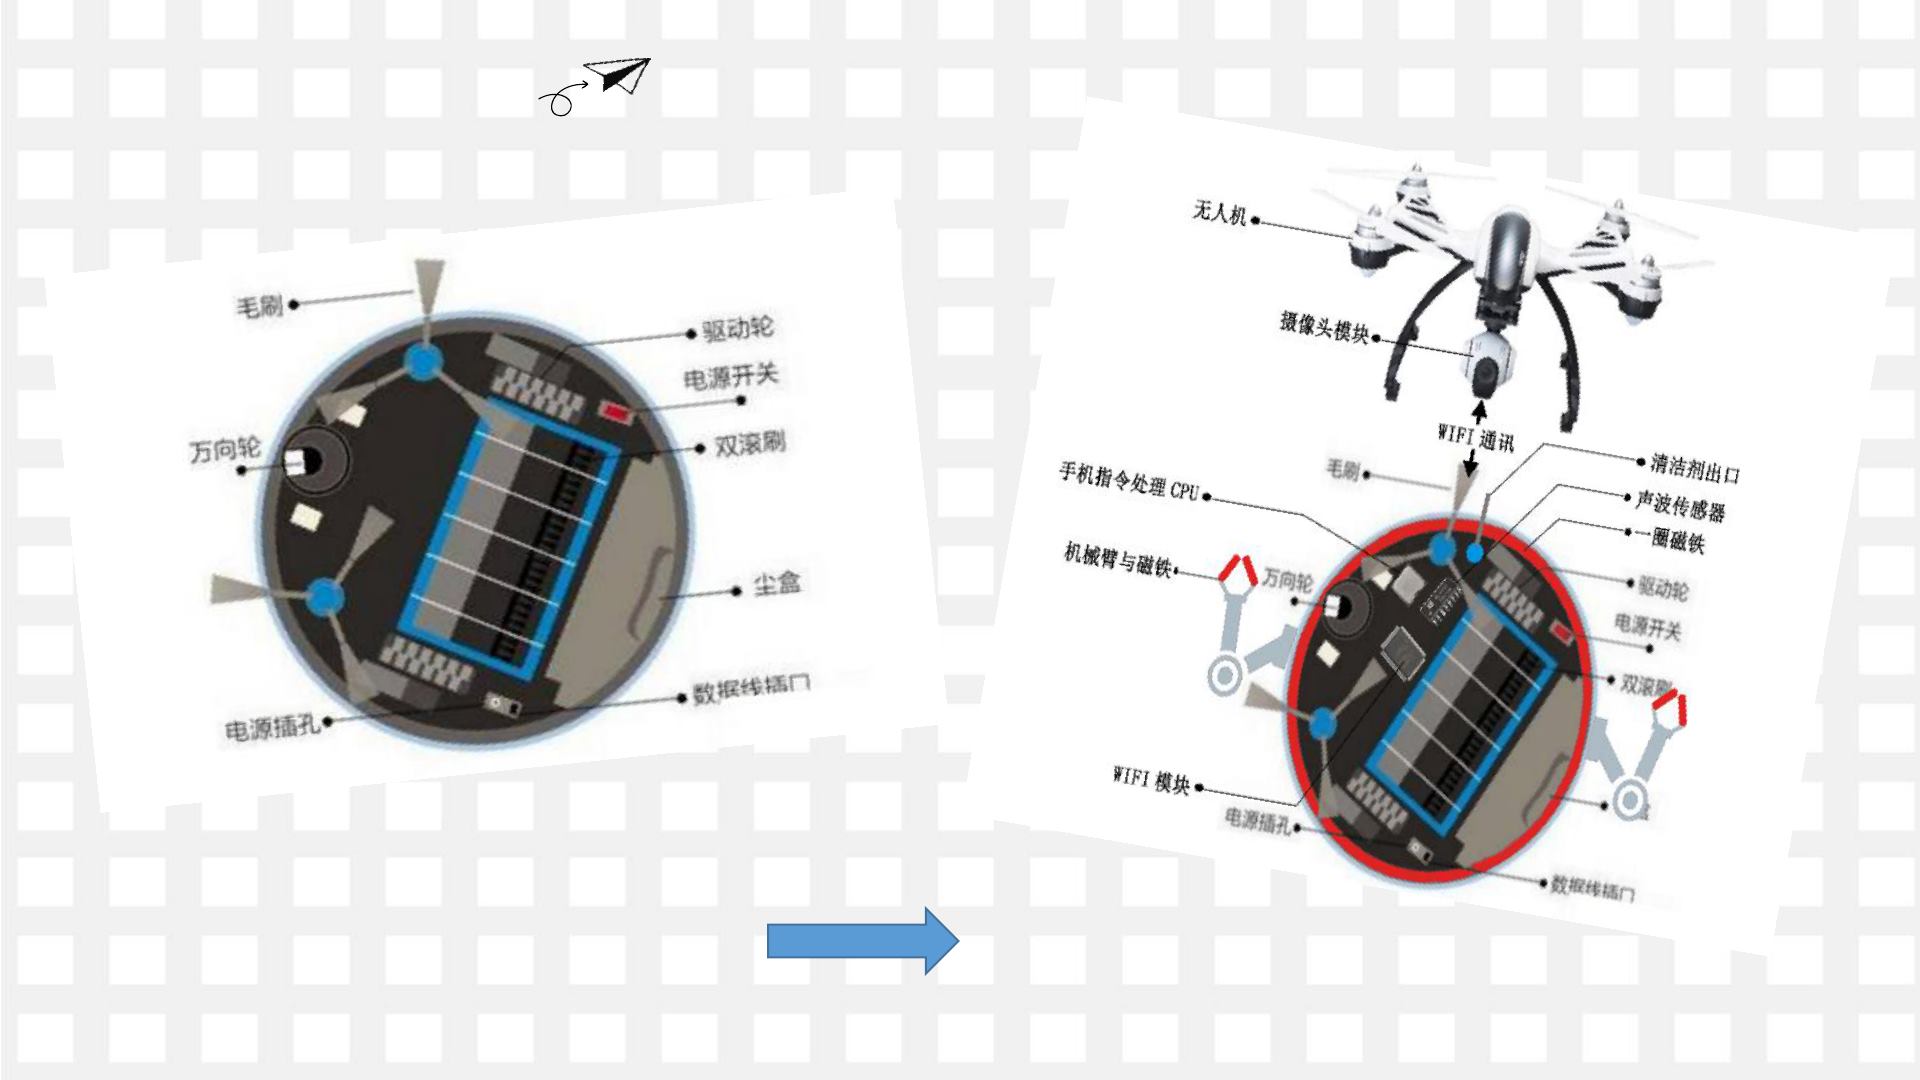 毛刷
驱动轮
电源开关
万向轮
双滚刷
尘盒
数据线插口
电源插孔
无人机
摄像头模块
WIFI 通讯
毛刷
清洁剂出口
手机指令处理 CPU
声波传感器
圈磁铁
机械臂与磁铁
万向轮
驱动轮
电源开关
双滚刷
WIFI 模块
电源插孔
数据线插口